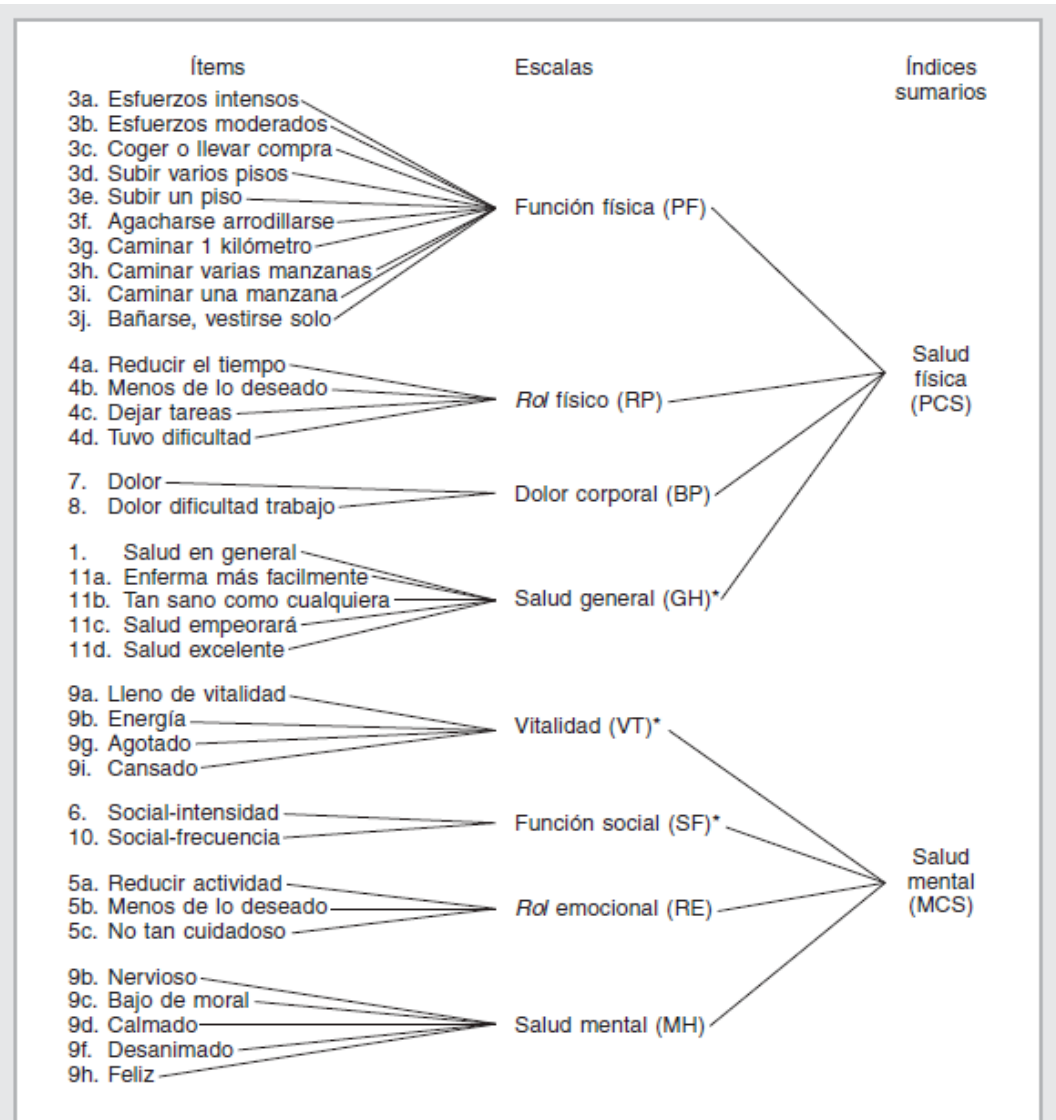 Ítems
Escalas
Índices
sumarios
3a. Esfuerzos intensos
3b. Esfuerzos moderados
3c. Coger o llevar compra
3d. Subir varios pisos
3e. Subir un piso
3f. Agacharse arrodillarse
3g. Caminar 1 kilómetro
3h. Caminar varias manzanas
3i. Caminar una manzana
3j. Bañarse, vestirse solo
Función física (PF)
4a. Reducir el tiempo
4b. Menos de lo deseado
4c. Dejar tareas
4d. Tuvo dificultad
Rol físico (RP)
Salud
física
(PCS)
7. Dolor
8. Dolor dificultad trabajo
Dolor corporal (BP)
1. Salud en general
11a. Enferma más facilmente
11b. Tan sano como cualquiera
11c. Salud empeorará
11d. Salud excelente
Salud general (GH)*
9a. Lleno de vitalidad
9b. Energía
9g. Agotado
9i. Cansado
Vitalidad (VT)*
6. Social-intensidad
10. Social-frecuencia
Función social (SF)*
5a. Reducir actividad
5b. Menos de lo deseado
5c. No tan cuidadoso
Rol emocional (RE)
Salud
mental
(MCS)
9b. Nervioso
9c. Bajo de moral
9d. Calmado
9f. Desanimado
9h. Feliz
Salud mental (MH)